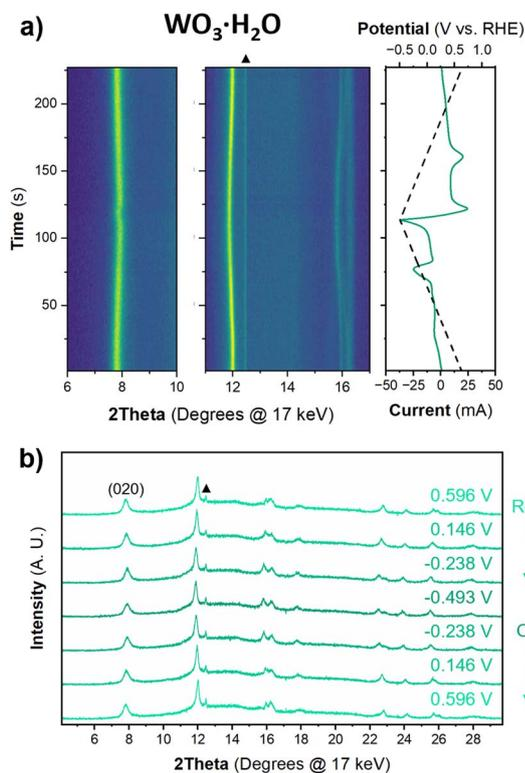 a)
WO₃·H₂O
▲
Potential (V vs. RHE)
−0.5 0.0 0.5 1.0
Time (s)
200
150
100
50
6 8 10
12 14 16
−50 −25 0 25 50
2Theta (Degrees @ 17 keV)
Current (mA)
b)
Intensity (A. U.)
(020)
▲
0.596 V
R
0.146 V
-0.238 V
-0.493 V
C
-0.238 V
0.146 V
0.596 V
6 8 10 12 14 16 18 20 22 24 26 28
2Theta (Degrees @ 17 keV)